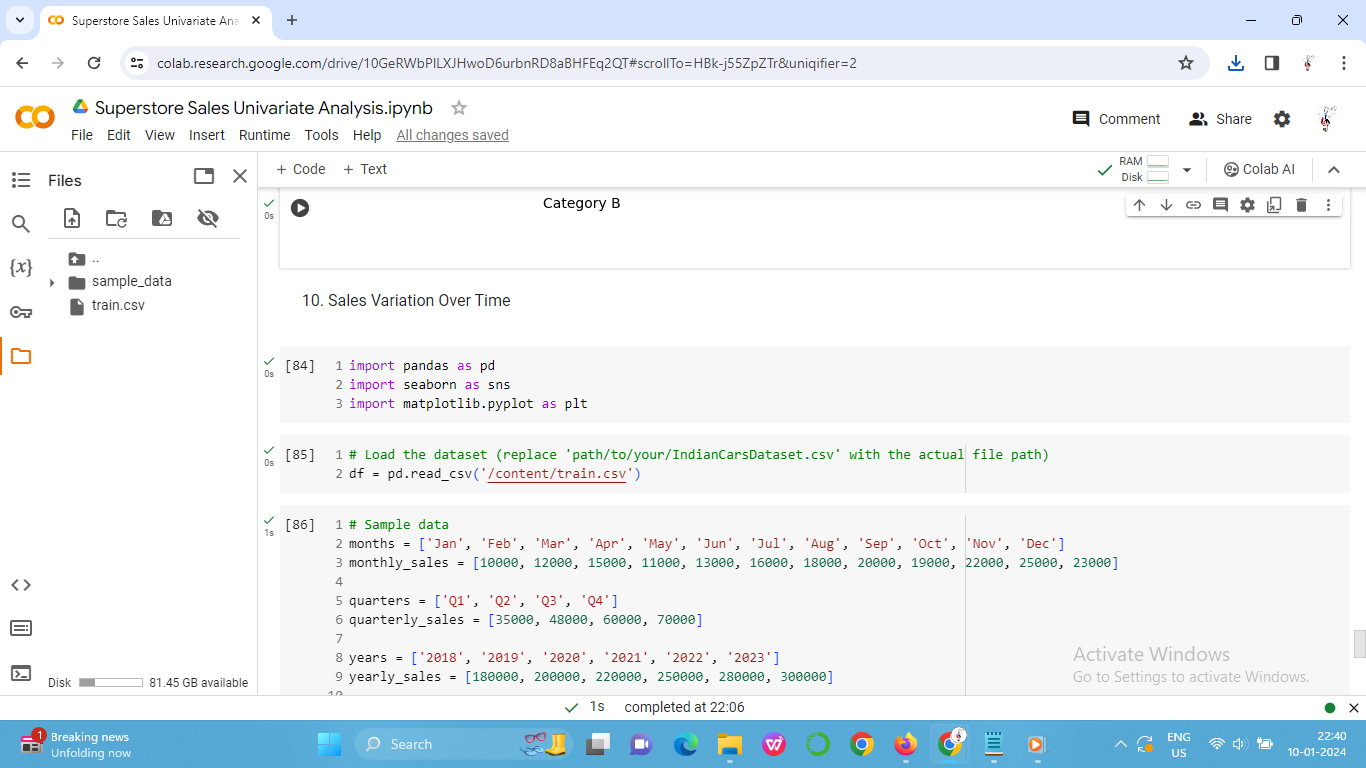 Superstore Sales Univariate Ana
colab.research.google.com/drive/10GeRWbPlLXJHwoD6urbnRD8aBHFEq2QT#scrollTo=HBk-j55ZpZTr&uniqifier=2
Superstore Sales Univariate Analysis.ipynb
File Edit View Insert Runtime Tools Help All changes saved
Comment Share
Files
+ Code + Text
RAM
Disk
Colab AI
..
sample_data
train.csv
Disk 81.45 GB available
0s
Category B
10. Sales Variation Over Time
0s
[84]
1 import pandas as pd
2 import seaborn as sns
3 import matplotlib.pyplot as plt
0s
[85]
1 # Load the dataset (replace 'path/to/your/IndianCarsDataset.csv' with the actual file path)
2 df = pd.read_csv('/content/train.csv')
1s
[86]
1 # Sample data
2 months = ['Jan', 'Feb', 'Mar', 'Apr', 'May', 'Jun', 'Jul', 'Aug', 'Sep', 'Oct', 'Nov', 'Dec']
3 monthly_sales = [10000, 12000, 15000, 11000, 13000, 16000, 18000, 20000, 19000, 22000, 25000, 23000]
4
5 quarters = ['Q1', 'Q2', 'Q3', 'Q4']
6 quarterly_sales = [35000, 48000, 60000, 70000]
7
8 years = ['2018', '2019', '2020', '2021', '2022', '2023']
9 yearly_sales = [180000, 200000, 220000, 250000, 280000, 300000]
10
Activate Windows
Go to Settings to activate Windows.
1s completed at 22:06
1
Breaking news
Unfolding now
Search
ENG
US
22:40
10-01-2024